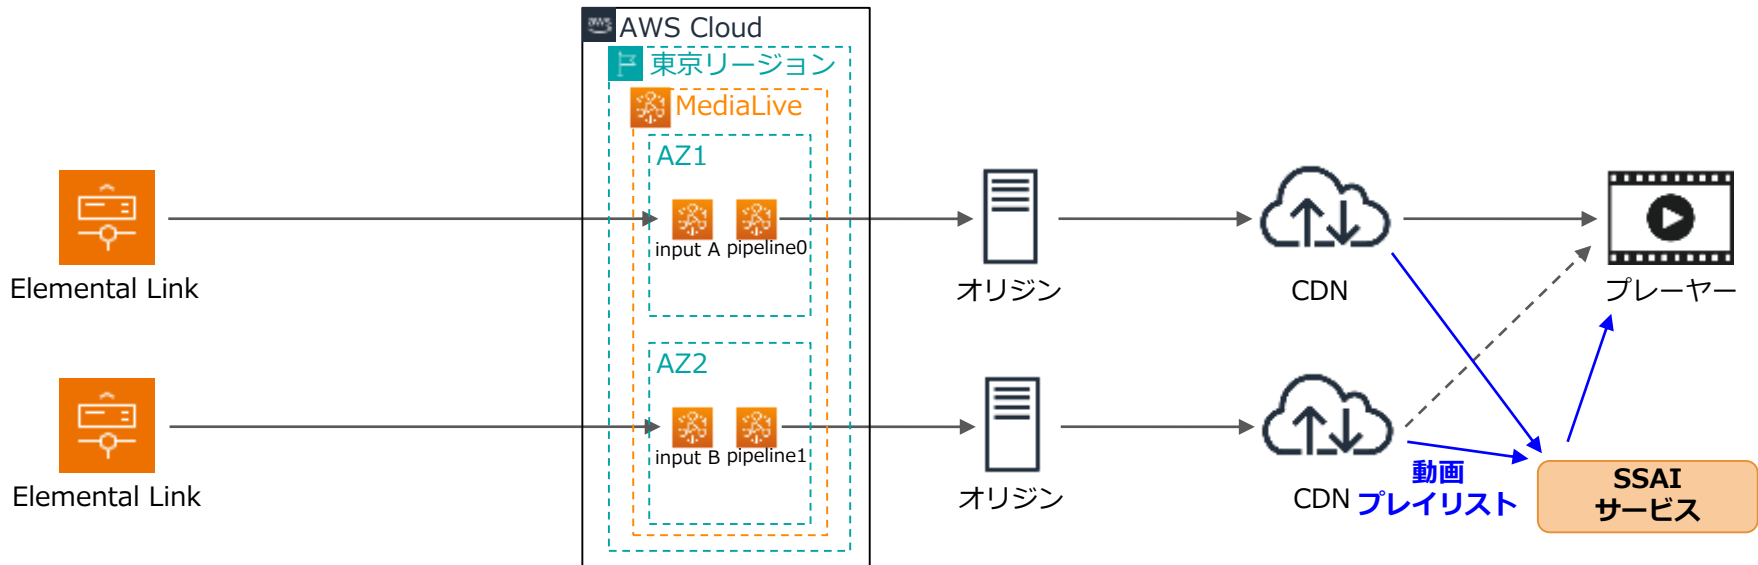 aws
AWS Cloud
東京リージョン
MediaLive
AZ1
input A
pipeline0
Elemental Link
オリジン
CDN
プレーヤー
AZ2
input B
pipeline1
Elemental Link
オリジン
CDN
動画
プレイリスト
SSAI
サービス